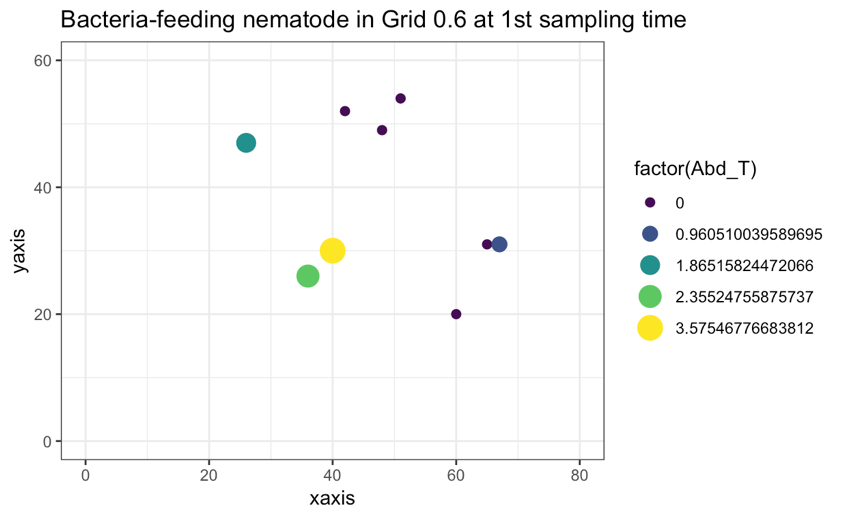 Bacteria-feeding nematode in Grid 0.6 at 1st sampling time
60
40
20
0
yaxis
0 20 40 60 80
xaxis
factor(Abd_T)
0
0.960510039589695
1.86515824472066
2.35524755875737
3.57546776683812